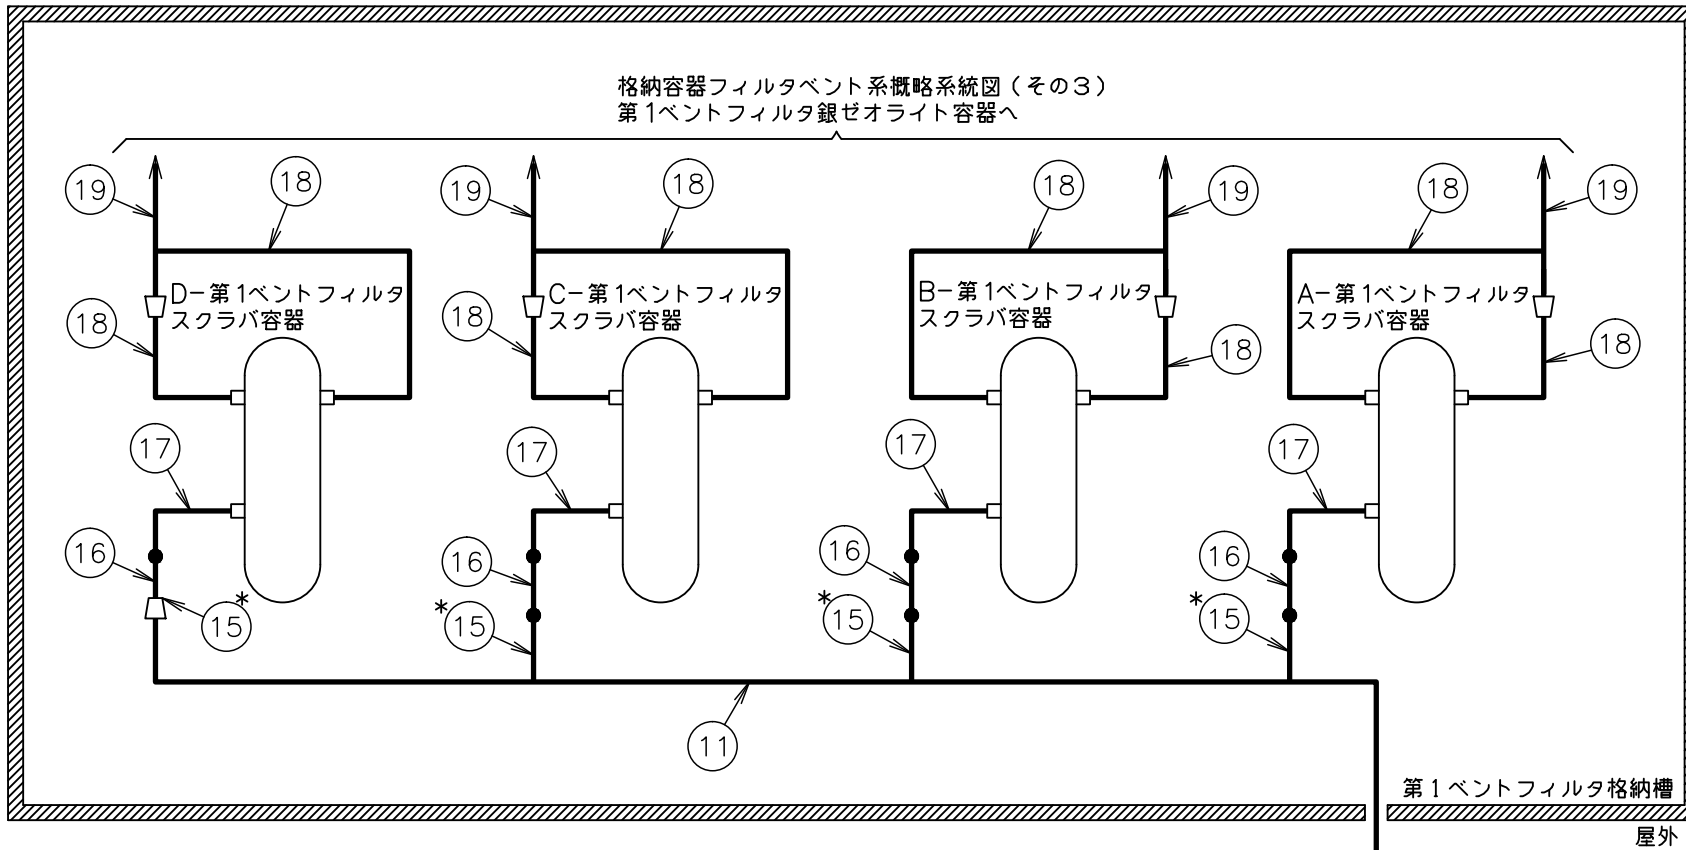 格納容器フィルタベント系概略系統図（その３）
第１ベントフィルタ銀ゼオライト容器へ
19
18
19
18
18
19
18
19
D－第１ベントフィルタ
スクラバ容器
C－第１ベントフィルタ
スクラバ容器
B－第１ベントフィルタ
スクラバ容器
A－第１ベントフィルタ
スクラバ容器
18
18
18
18
17
17
17
17
16
16
16
16
15*
*15
*15
*15
11
第１ベントフィルタ格納槽
屋外